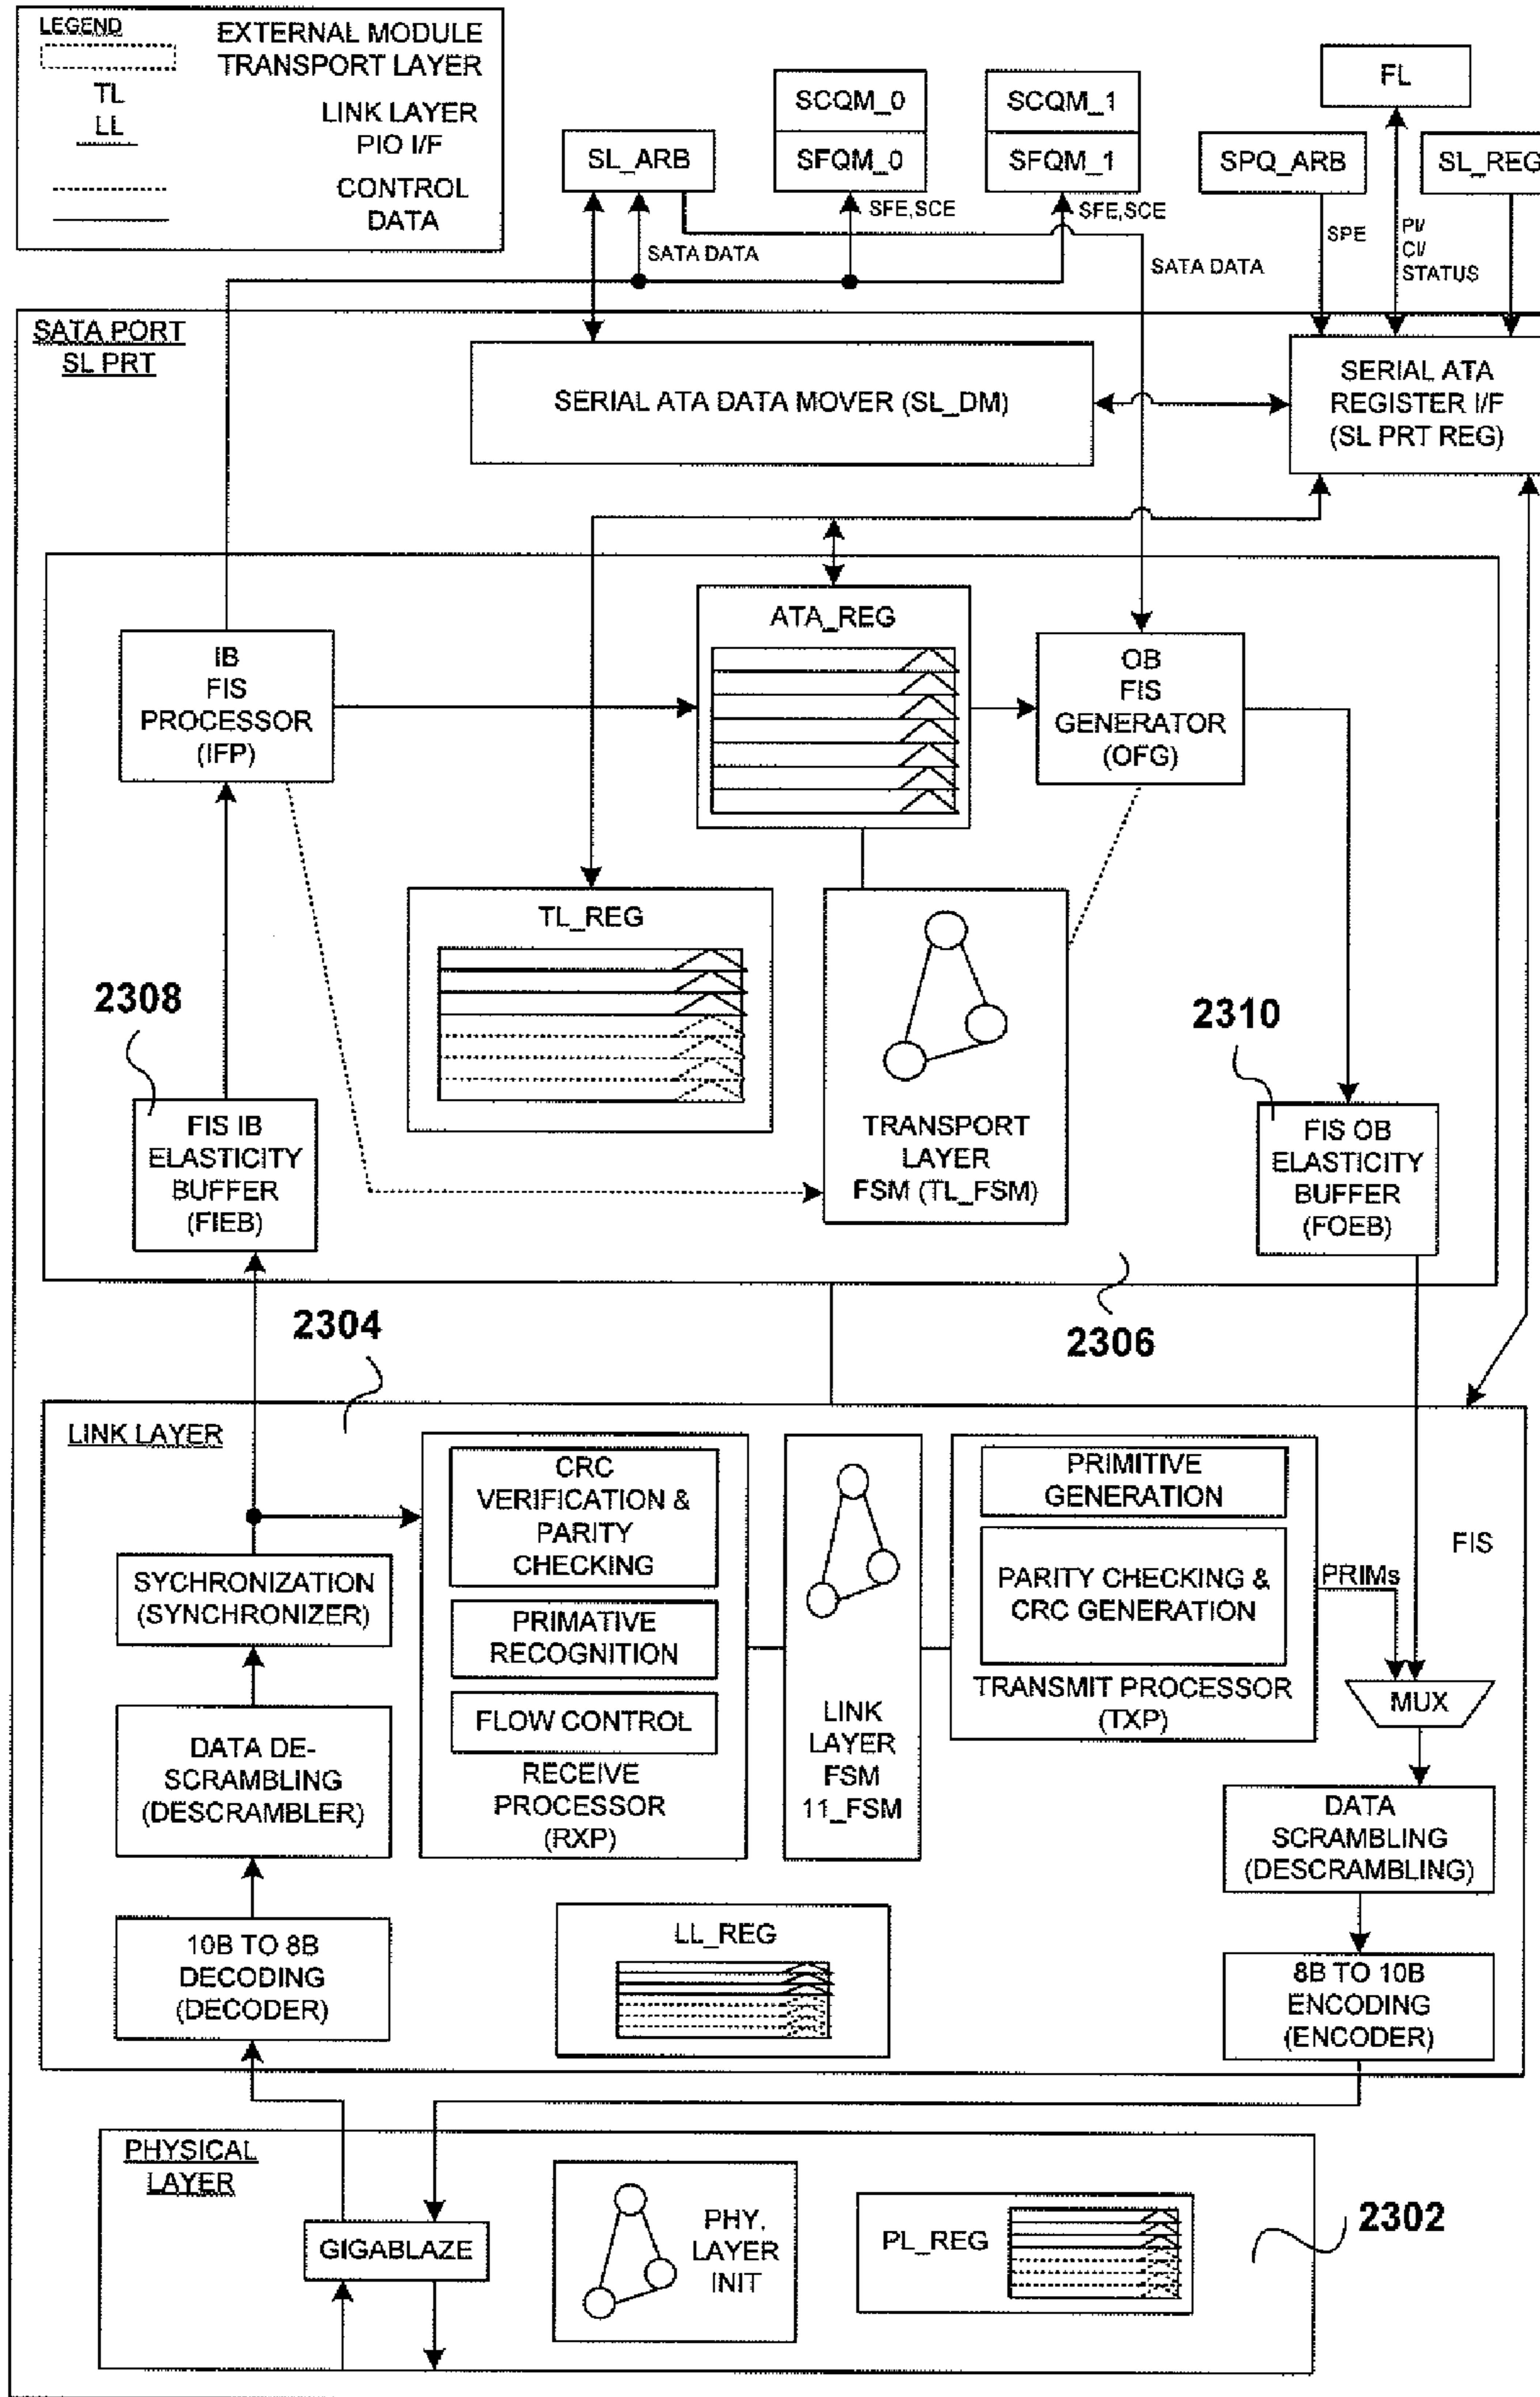 LEGEND
EXTERNAL MODULE
TRANSPORT LAYER
TL
LL
LINK LAYER
PIO I/F
CONTROL
DATA
SL_ARB
SCQM_0
SFQM_0
SCQM_1
SFQM_1
FL
SPQ_ARB
SL_REG
SATA DATA
SFE,SCE
SFE,SCE
SATA DATA
SPE
PI/
CI/
STATUS
SATA PORT
SL PRT
SERIAL ATA DATA MOVER (SL_DM)
SERIAL ATA
REGISTER I/F
(SL PRT REG)
IB
FIS
PROCESSOR
(IFP)
ATA_REG
OB
FIS
GENERATOR
(OFG)
TL_REG
2308
2310
FIS IB
ELASTICITY
BUFFER
(FIEB)
TRANSPORT
LAYER
FSM (TL_FSM)
FIS OB
ELASTICITY
BUFFER
(FOEB)
2304
2306
LINK LAYER
CRC
VERIFICATION &
PARITY
CHECKING
PRIMITIVE
GENERATION
FIS
SYCHRONIZATION
(SYNCHRONIZER)
PARITY CHECKING &
CRC GENERATION
PRIMs
PRIMATIVE
RECOGNITION
FLOW CONTROL
RECEIVE
PROCESSOR
(RXP)
LINK
LAYER
FSM
11_FSM
TRANSMIT PROCESSOR
(TXP)
MUX
DATA DE-
SCRAMBLING
(DESCRAMBLER)
DATA
SCRAMBLING
(DESCRAMBLING)
10B TO 8B
DECODING
(DECODER)
LL_REG
8B TO 10B
ENCODING
(ENCODER)
PHYSICAL
LAYER
GIGABLAZE
PHY.
LAYER
INIT
PL_REG
2302